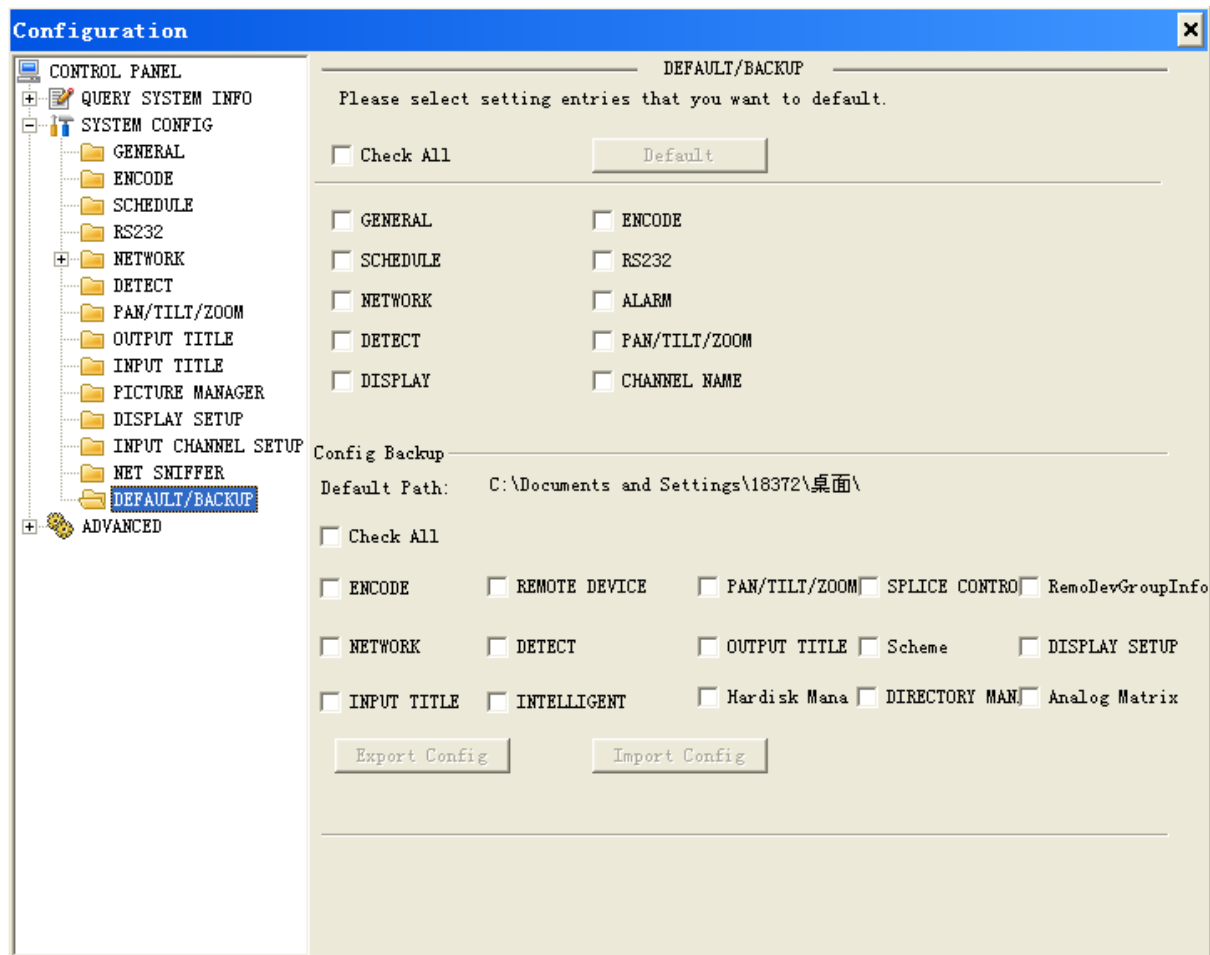 Configuration
CONTROL PANEL
QUERY SYSTEM INFO
SYSTEM CONFIG
GENERAL
ENCODE
SCHEDULE
RS232
NETWORK
DETECT
PAN/TILT/ZOOM
OUTPUT TITLE
INPUT TITLE
PICTURE MANAGER
DISPLAY SETUP
INPUT CHANNEL SETUP
NET SNIFFER
DEFAULT/BACKUP
ADVANCED
DEFAULT/BACKUP
Please select setting entries that you want to default.
Check All Default
GENERAL ENCODE
SCHEDULE RS232
NETWORK ALARM
DETECT PAN/TILT/ZOOM
DISPLAY CHANNEL NAME
Config Backup
Default Path: C:\Documents and Settings\18372\桌面\
Check All
ENCODE REMOTE DEVICE PAN/TILT/ZOOM SPLICE CONTRO RemoDevGroupInfo
NETWORK DETECT OUTPUT TITLE Scheme DISPLAY SETUP
INPUT TITLE INTELLIGENT Hardisk Mana DIRECTORY MAN Analog Matrix
Export Config Import Config